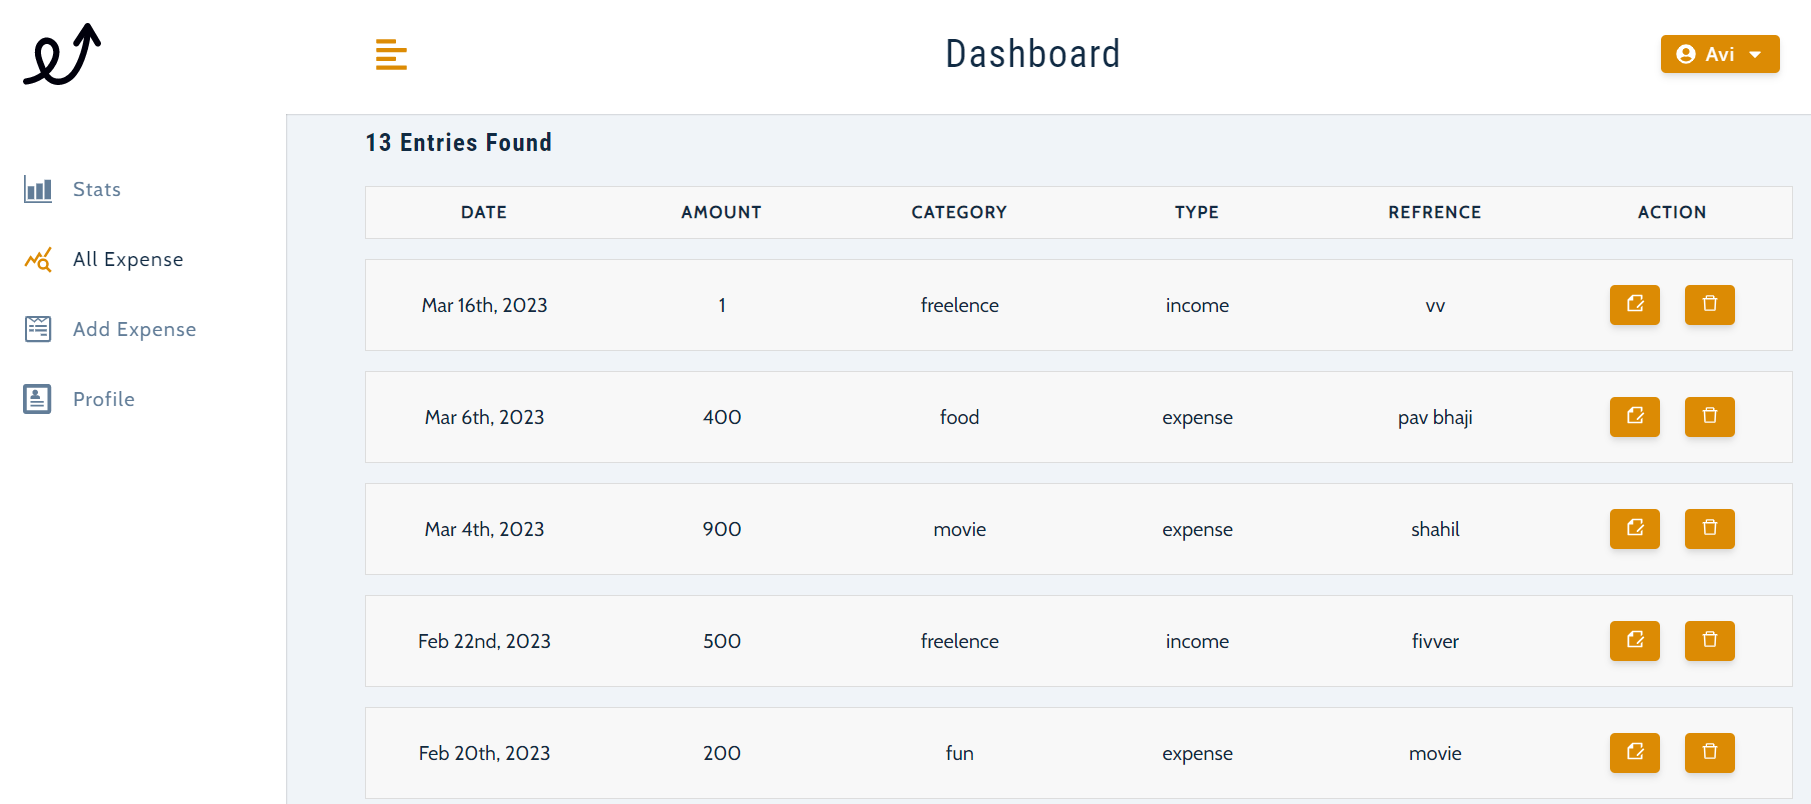 Dashboard
Avi
Stats
All Expense
Add Expense
Profile
13 Entries Found
DATE AMOUNT CATEGORY TYPE REFRENCE ACTION
Mar 16th, 2023 1 freelence income vv
Mar 6th, 2023 400 food expense pav bhaji
Mar 4th, 2023 900 movie expense shahil
Feb 22nd, 2023 500 freelence income fivver
Feb 20th, 2023 200 fun expense movie